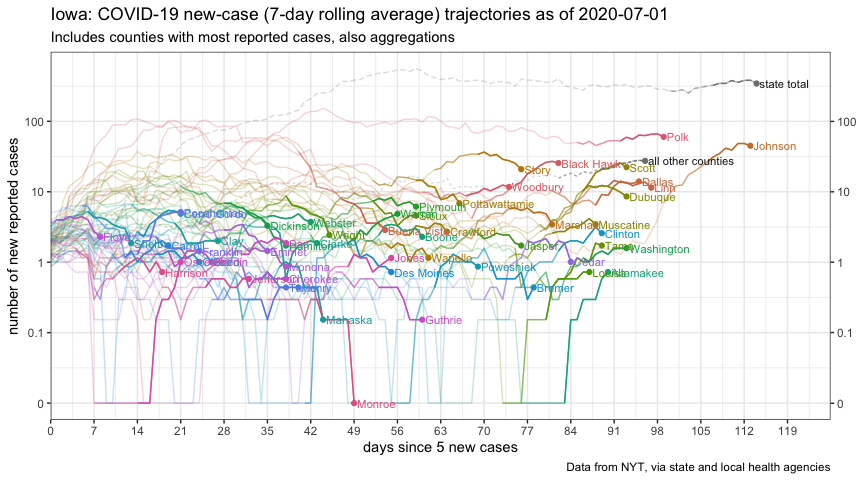 Iowa: COVID-19 new-case (7-day rolling average) trajectories as of 2020-07-01
Includes counties with most reported cases, also aggregations
number of new reported cases
100
10
1
0.1
0
100
10
1
0.1
0
state total
Polk
Johnson
all other counties
Black Hawk
Scott
Story
Dallas
Linn
Woodbury
Dubuque
Pottawattamie
Plymouth
Warren
Sioux
Webster
Dickinson
Crawford
Marshall
Muscatine
Wright
Boone
Clinton
Clay
Clarke
Hamilton
Jasper
Tama
Washington
Carroll
Franklin
Emmet
Wapello
Jones
Cedar
Poweshiek
Winona
Harrison
Des Moines
Allamakee
Jefferson
Cherokee
Henry
Bremer
Mahaska
Guthrie
Monroe
0 7 14 21 28 35 42 49 56 63 70 77 84 91 98 105 112 119
days since 5 new cases
Data from NYT, via state and local health agencies